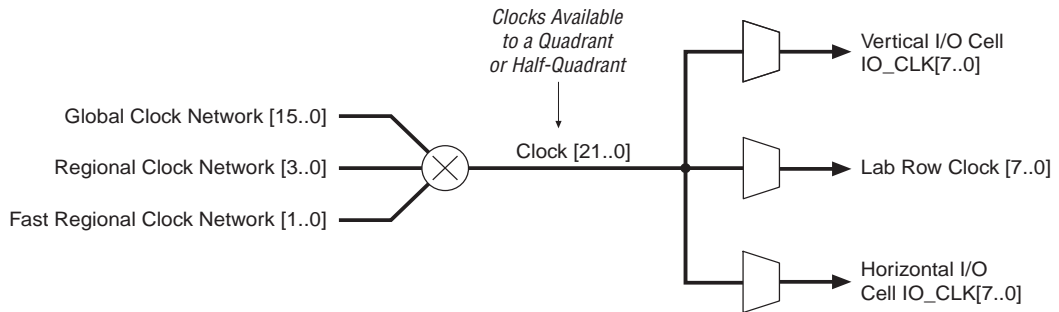 Clocks Available
to a Quadrant
or Half-Quadrant
Vertical I/O Cell
IO_CLK[7..0]
Global Clock Network [15..0]
Clock [21..0]
Regional Clock Network [3..0]
Lab Row Clock [7..0]
Fast Regional Clock Network [1..0]
Horizontal I/O
Cell IO_CLK[7..0]